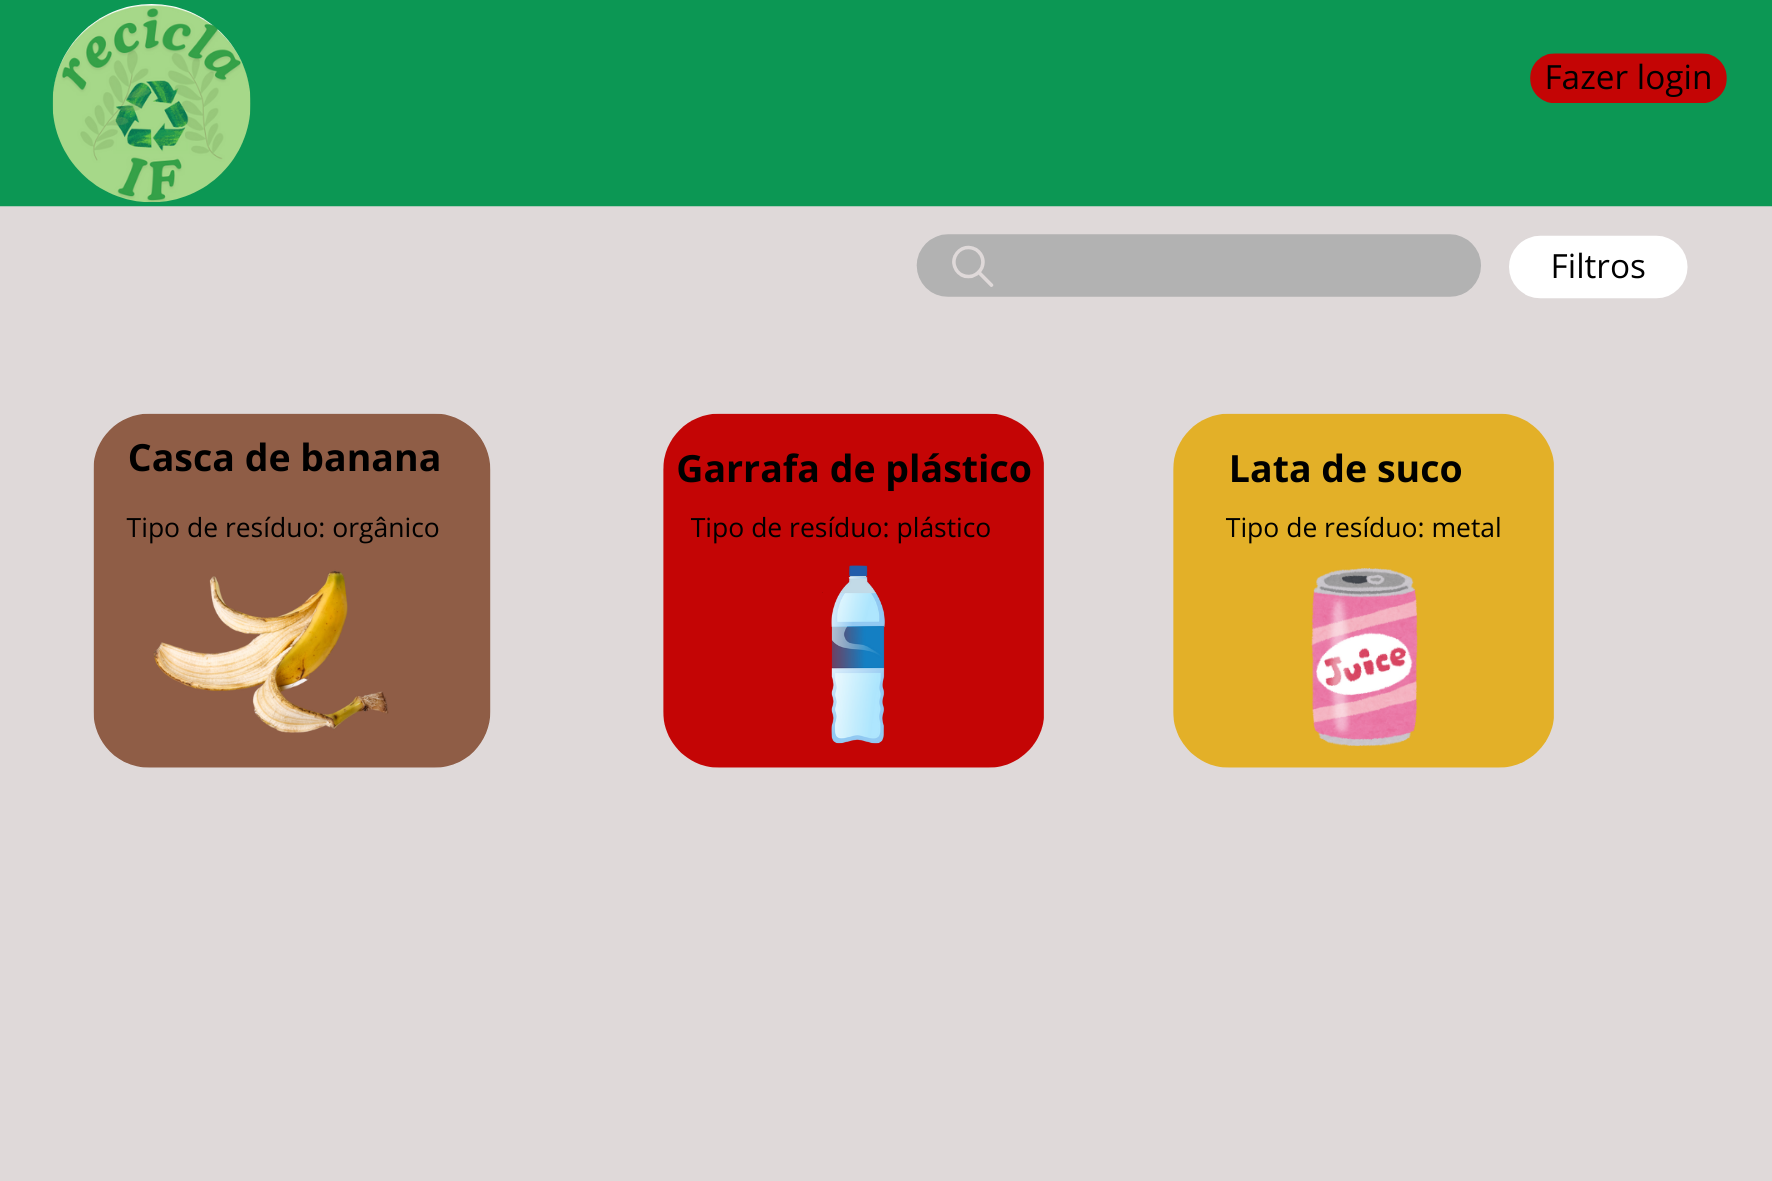 recicla
IF
Fazer login
Filtros
Casca de banana
Tipo de resíduo: orgânico
Garrafa de plástico
Tipo de resíduo: plástico
Lata de suco
Tipo de resíduo: metal
Juice